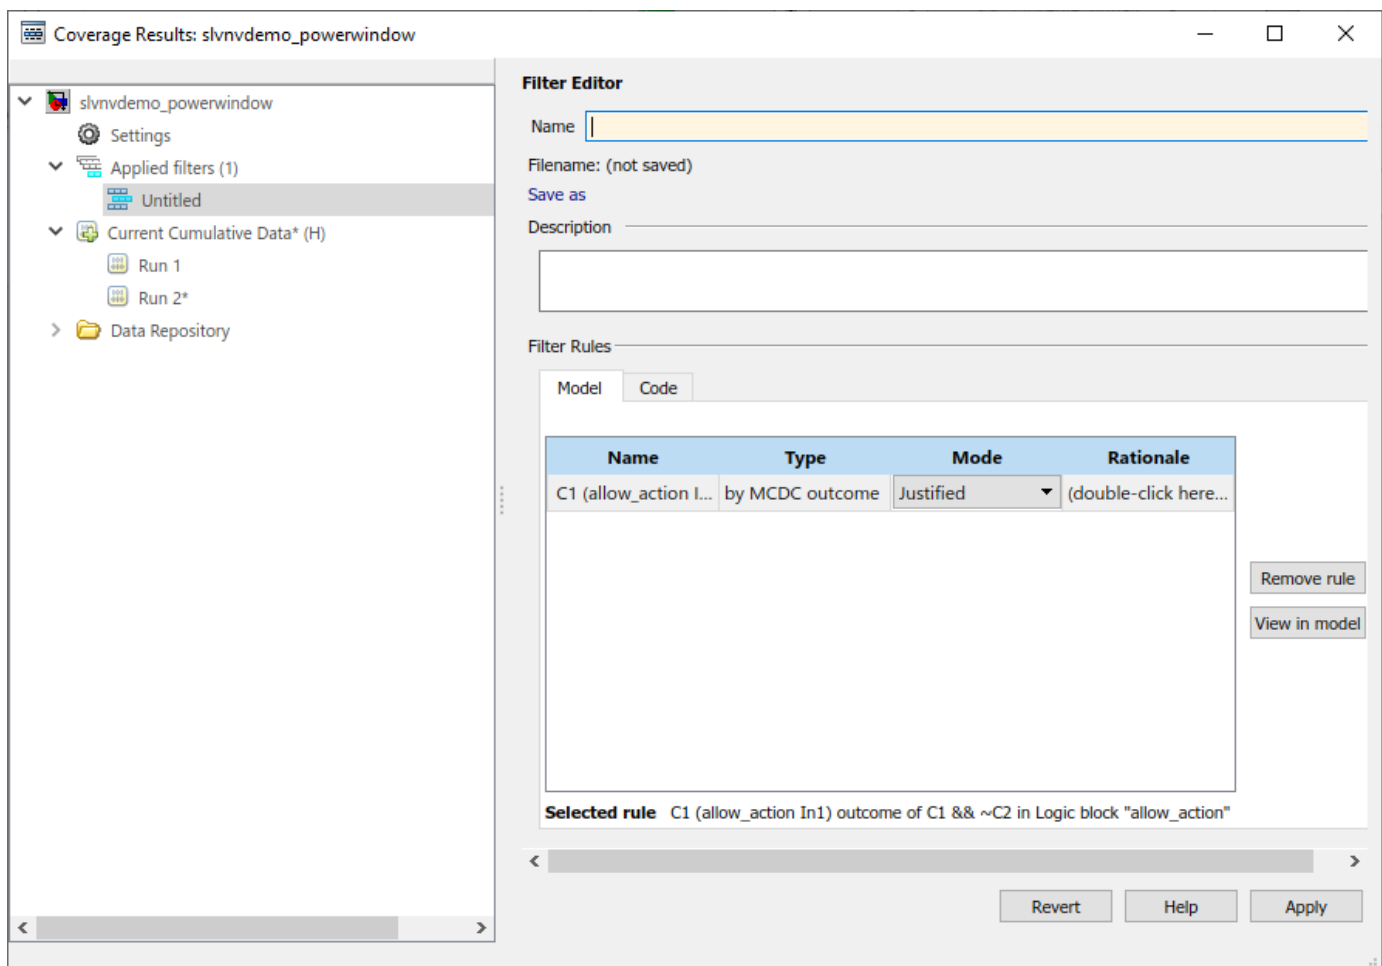 Coverage Results: slvnvdemo_powerwindow
slvnvdemo_powerwindow
Settings
Applied filters (1)
Untitled
Current Cumulative Data* (H)
Run 1
Run 2*
Data Repository
Filter Editor
Name
Filename: (not saved)
Save as
Description
Filter Rules
Model Code
Name Type Mode Rationale
C1 (allow_action I... by MCDC outcome Justified (double-click here...
Remove rule
View in model
Selected rule C1 (allow_action In1) outcome of C1 && ~C2 in Logic block "allow_action"
Revert Help Apply